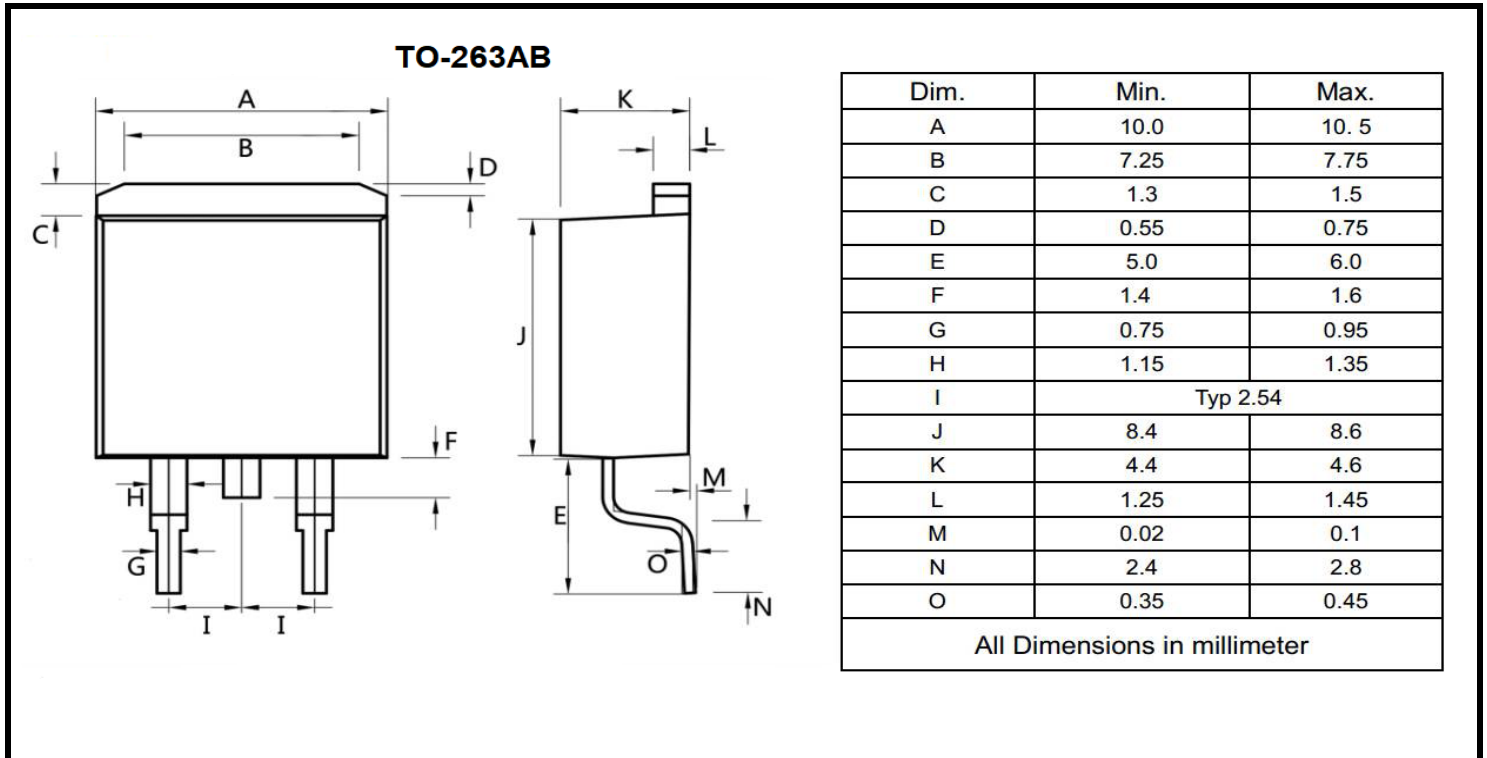 TO-263AB
A
B
C
D
E
F
G
H
I
I
J
K
L
M
N
O
Dim. Min. Max.
A 10.0 10. 5
B 7.25 7.75
C 1.3 1.5
D 0.55 0.75
E 5.0 6.0
F 1.4 1.6
G 0.75 0.95
H 1.15 1.35
I Typ 2.54
J 8.4 8.6
K 4.4 4.6
L 1.25 1.45
M 0.02 0.1
N 2.4 2.8
O 0.35 0.45
All Dimensions in millimeter